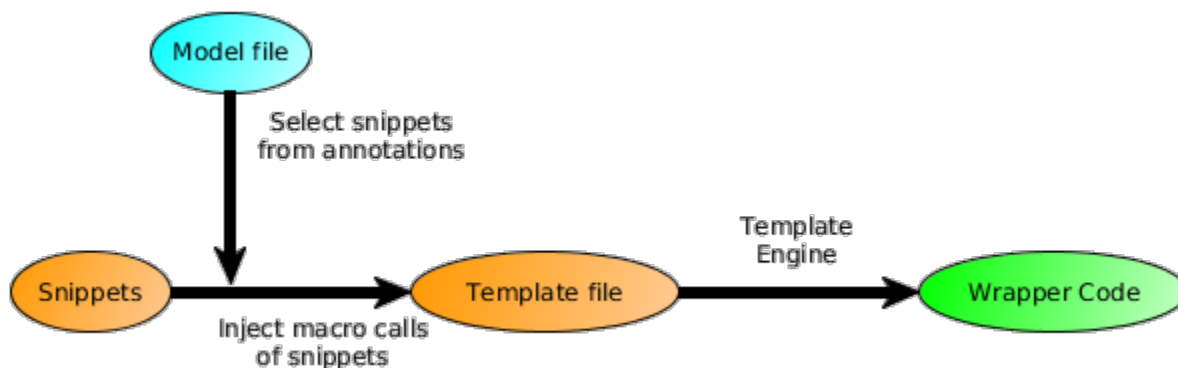 Model file
Select snippets
from annotations
Template
Engine
Snippets
Template file
Wrapper Code
Inject macro calls
of snippets